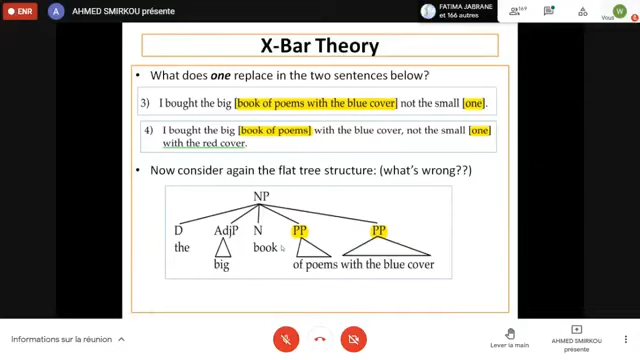 ENR
AHMED SMIRKOU présente
FATIMA JABRANE
et 166 autres
169
W
Vous
X-Bar Theory
• What does one replace in the two sentences below?
3) I bought the big [book of poems with the blue cover] not the small [one].
4) I bought the big [book of poems] with the blue cover, not the small [one]
with the red cover.
• Now consider again the flat tree structure: (what's wrong??)
NP
D AdjP N PP PP
the book
big of poems with the blue cover
Informations sur la réunion
Lever la main
AHMED SMIRKOU
présente